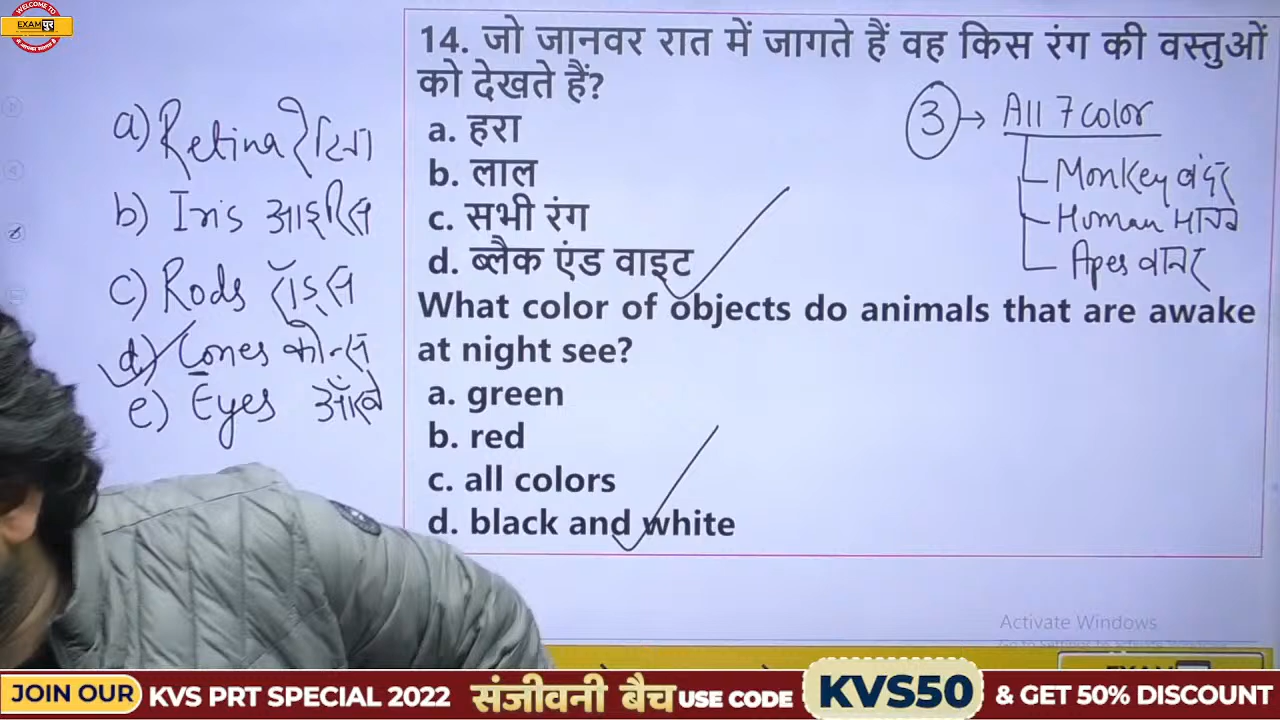 WELCOME TO
EXAMपुर
14. जो जानवर रात में जागते हैं वह किस रंग की वस्तुओं
को देखते हैं?
a. हरा
b. लाल
c. सभी रंग
d. ब्लैक एंड वाइट
What color of objects do animals that are awake
at night see?
a. green
b. red
c. all colors
d. black and white
a) Retina रेटिना
b) Iris आइरिस
c) Rods रॉड्स
d) Cones कोन्स
e) Eyes आँखे
3 → All 7 color
Monkey बंदर
Human मानव
Apes वानर
Activate Windows
JOIN OUR KVS PRT SPECIAL 2022 संजीवनी बैच USE CODE KVS50 & GET 50% DISCOUNT